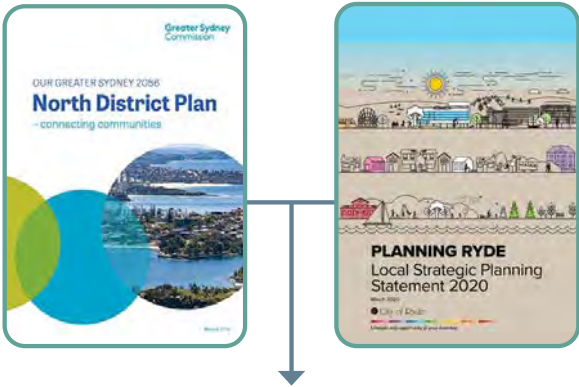 Greater Sydney
Commission
OUR GREATER SYDNEY 2056
North District Plan
– connecting communities
PLANNING RYDE
Local Strategic Planning
Statement 2020
March 2020
City of Ryde